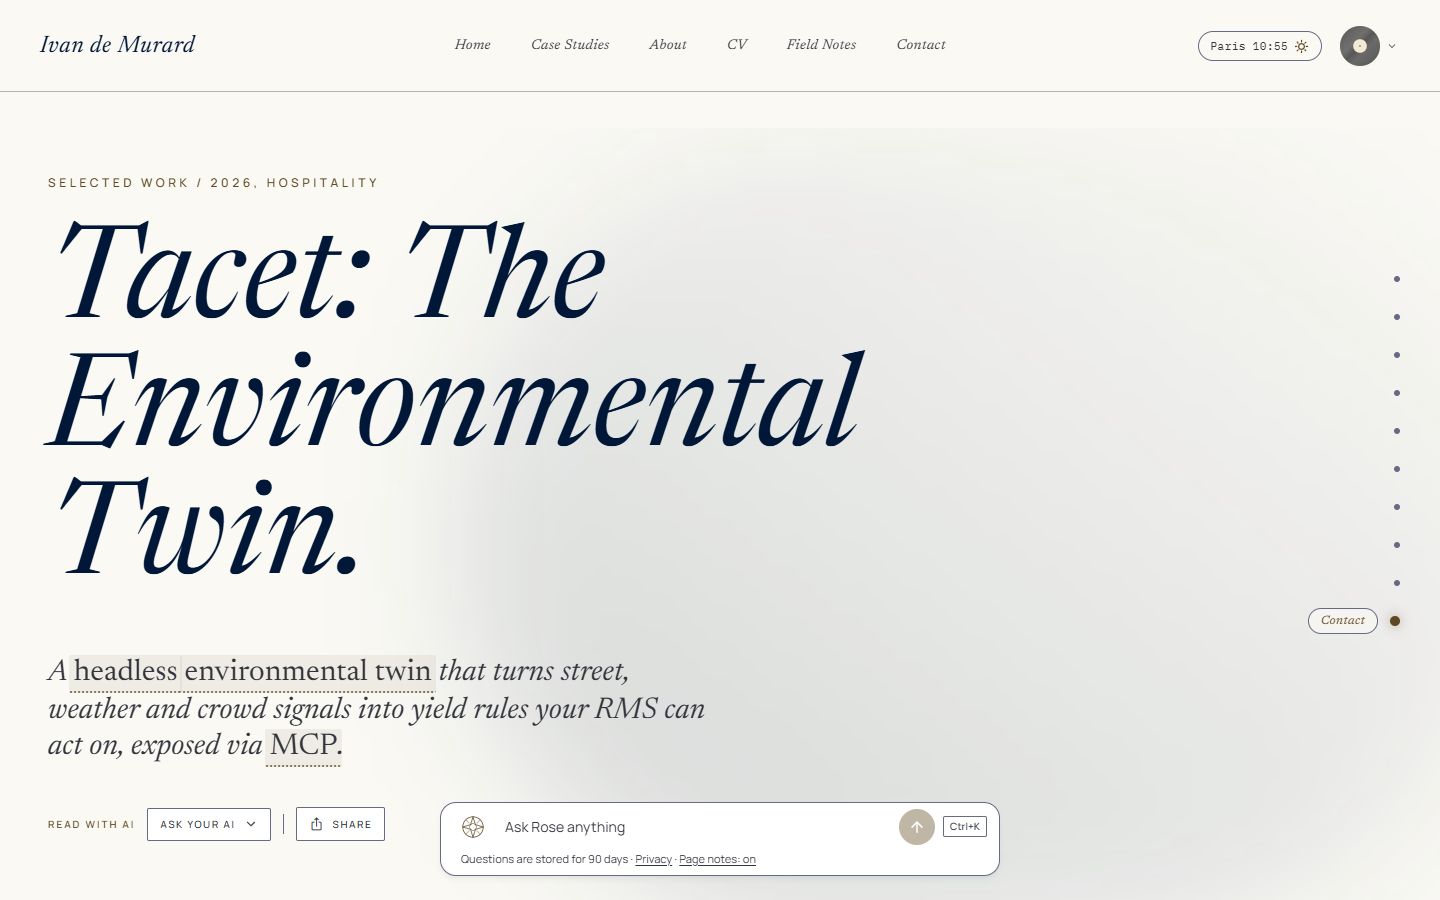 Ivan de Murard
Home
Case Studies
About
CV
Field Notes
Contact
Paris 10:55
SELECTED WORK / 2026, HOSPITALITY
Tacet: The
Environmental
Twin.
Contact
A headless environmental twin that turns street,
weather and crowd signals into yield rules your RMS can
act on, exposed via MCP.
READ WITH AI
ASK YOUR AI
SHARE
Ask Rose anything
Ctrl+K
Questions are stored for 90 days · Privacy · Page notes: on